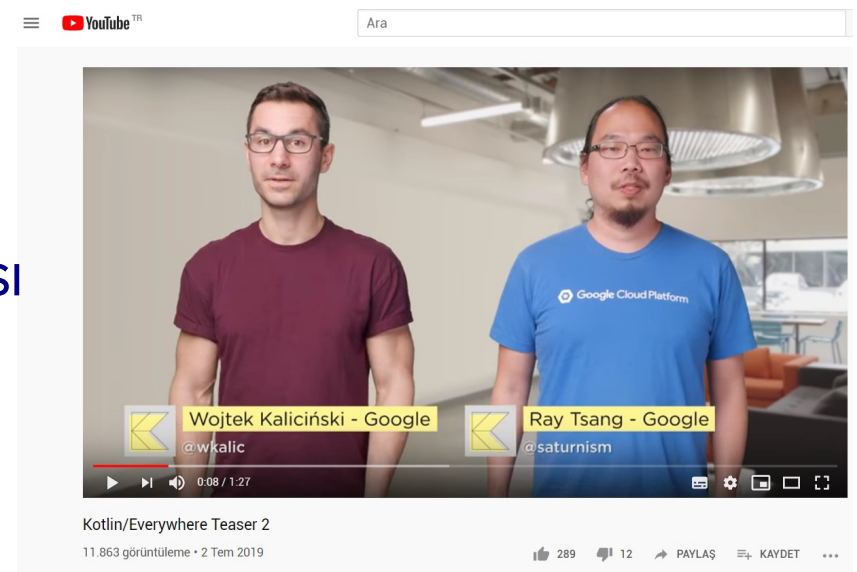 YouTube TR
Ara
SI
Google Cloud Platform
Wojtek Kaliciński - Google
@wkalic
Ray Tsang - Google
@saturnism
0:08 / 1:27
Kotlin/Everywhere Teaser 2
11.863 görüntüleme • 2 Tem 2019
289 12 PAYLAŞ KAYDET